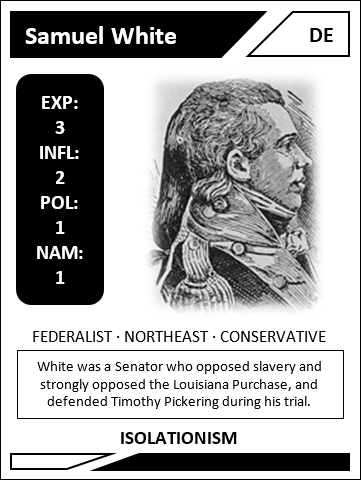 Samuel White
DE
EXP:
3
INFL:
2
POL:
1
NAM:
1
FEDERALIST · NORTHEAST · CONSERVATIVE
White was a Senator who opposed slavery and
strongly opposed the Louisiana Purchase, and
defended Timothy Pickering during his trial.
ISOLATIONISM